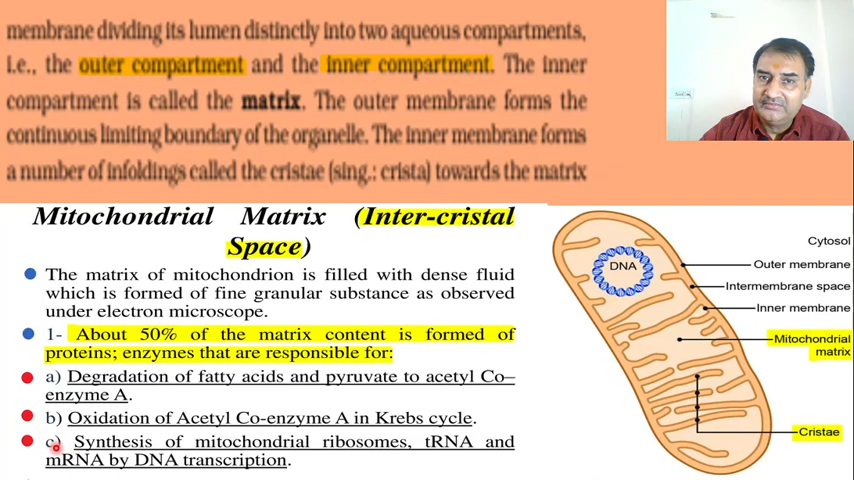 membrane dividing its lumen distinctly into two aqueous compartments,
i.e., the outer compartment and the inner compartment. The inner
compartment is called the matrix. The outer membrane forms the
continuous limiting boundary of the organelle. The inner membrane forms
a number of infoldings called the cristae (sing.: crista) towards the matrix
Mitochondrial Matrix (Inter-cristal
Space)
The matrix of mitochondrion is filled with dense fluid
which is formed of fine granular substance as observed
under electron microscope.
1- About 50% of the matrix content is formed of
proteins; enzymes that are responsible for:
a) Degradation of fatty acids and pyruvate to acetyl Co–
enzyme A.
b) Oxidation of Acetyl Co-enzyme A in Krebs cycle.
c) Synthesis of mitochondrial ribosomes, tRNA and
mRNA by DNA transcription.
DNA
Cytosol
Outer membrane
Intermembrane space
Inner membrane
Mitochondrial
matrix
Cristae